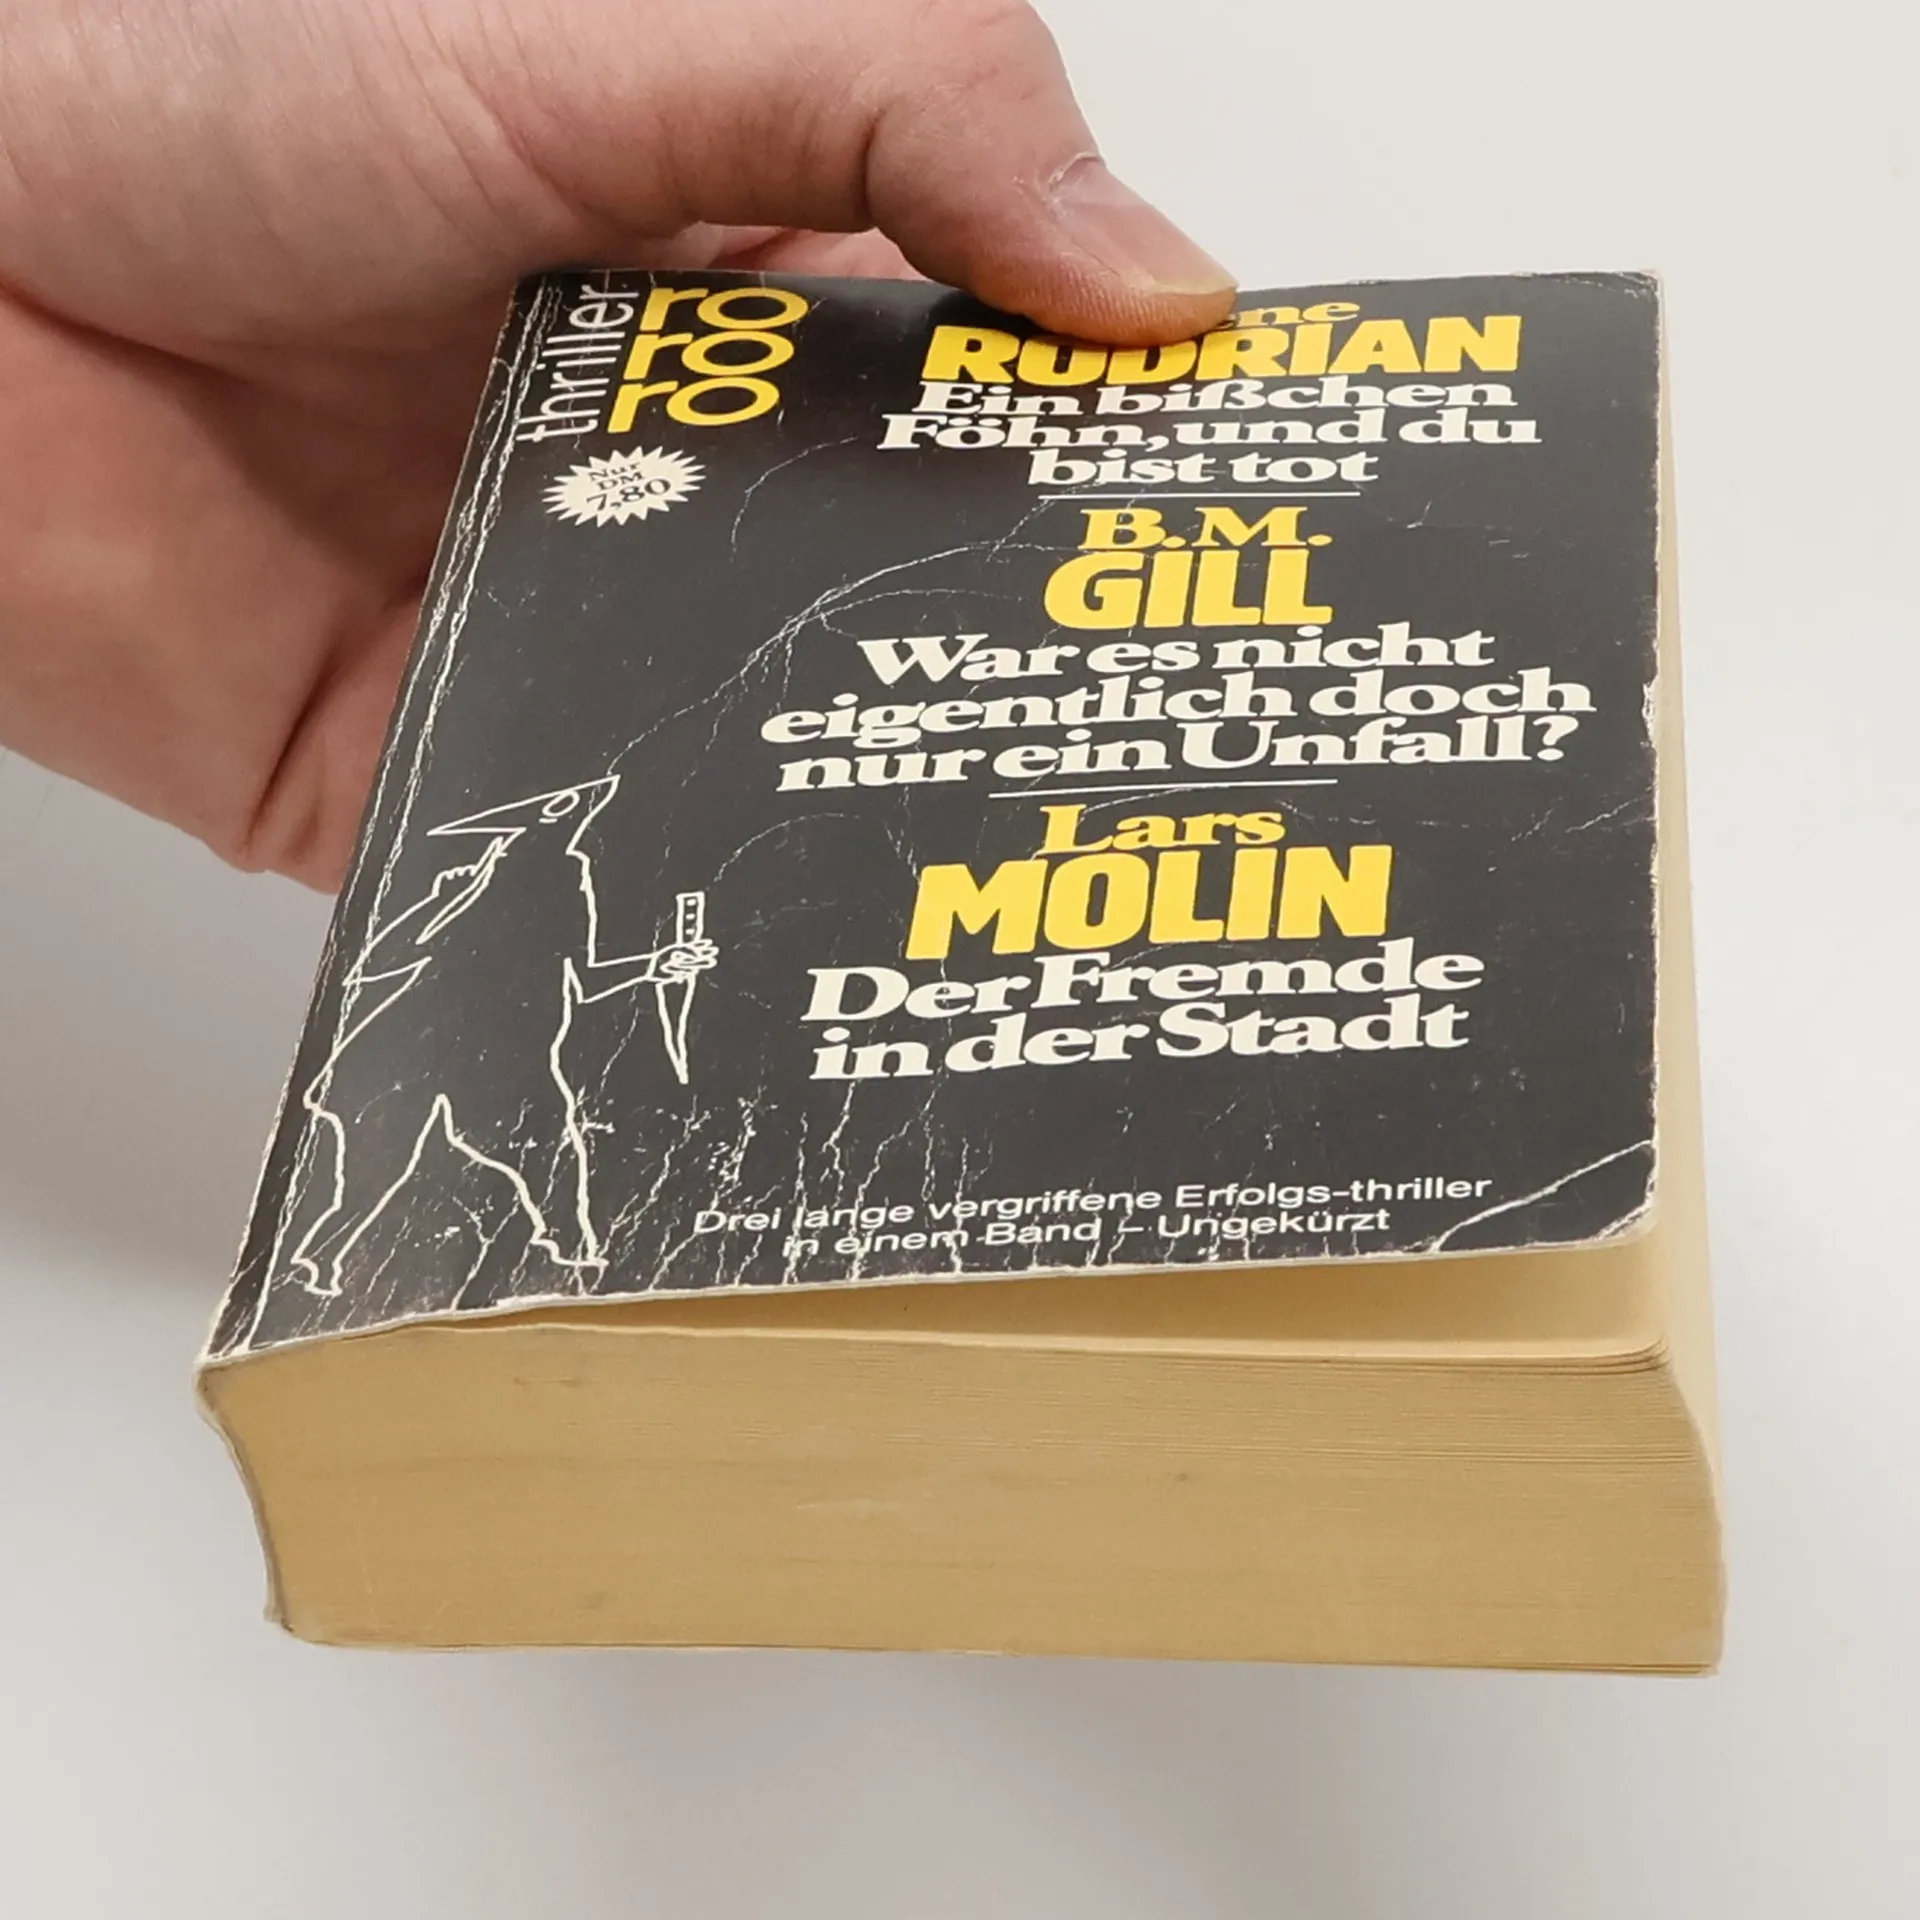 thriller
ro
ro
ro
Nur
DM
7,80
RODRIAN
Ein bißchen
Föhn, und du
bist tot
B.M.
GILL
War es nicht
eigentlich doch
nur ein Unfall?
Lars
MOLIN
Der Fremde
in der Stadt
Drei lange vergriffene Erfolgs-thriller
in einem Band – Ungekürzt